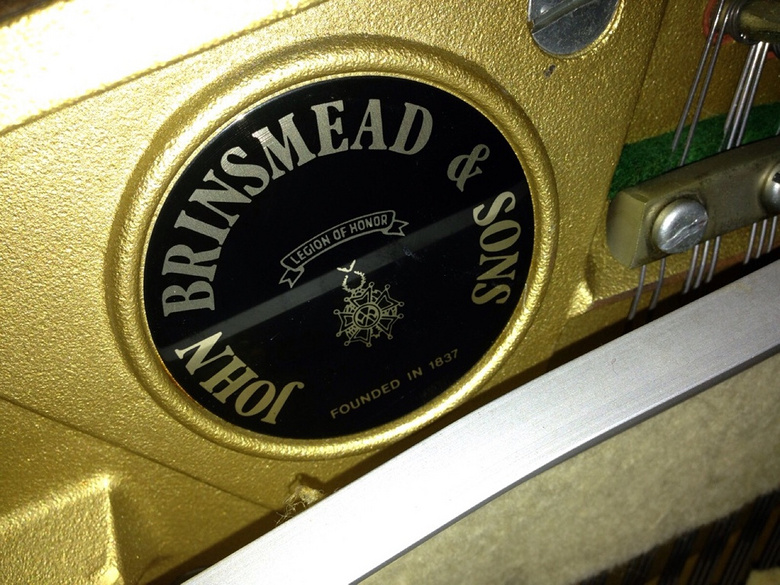 JOHN BRINSMEAD & SONS
LEGION OF HONOR
FOUNDED IN 1837